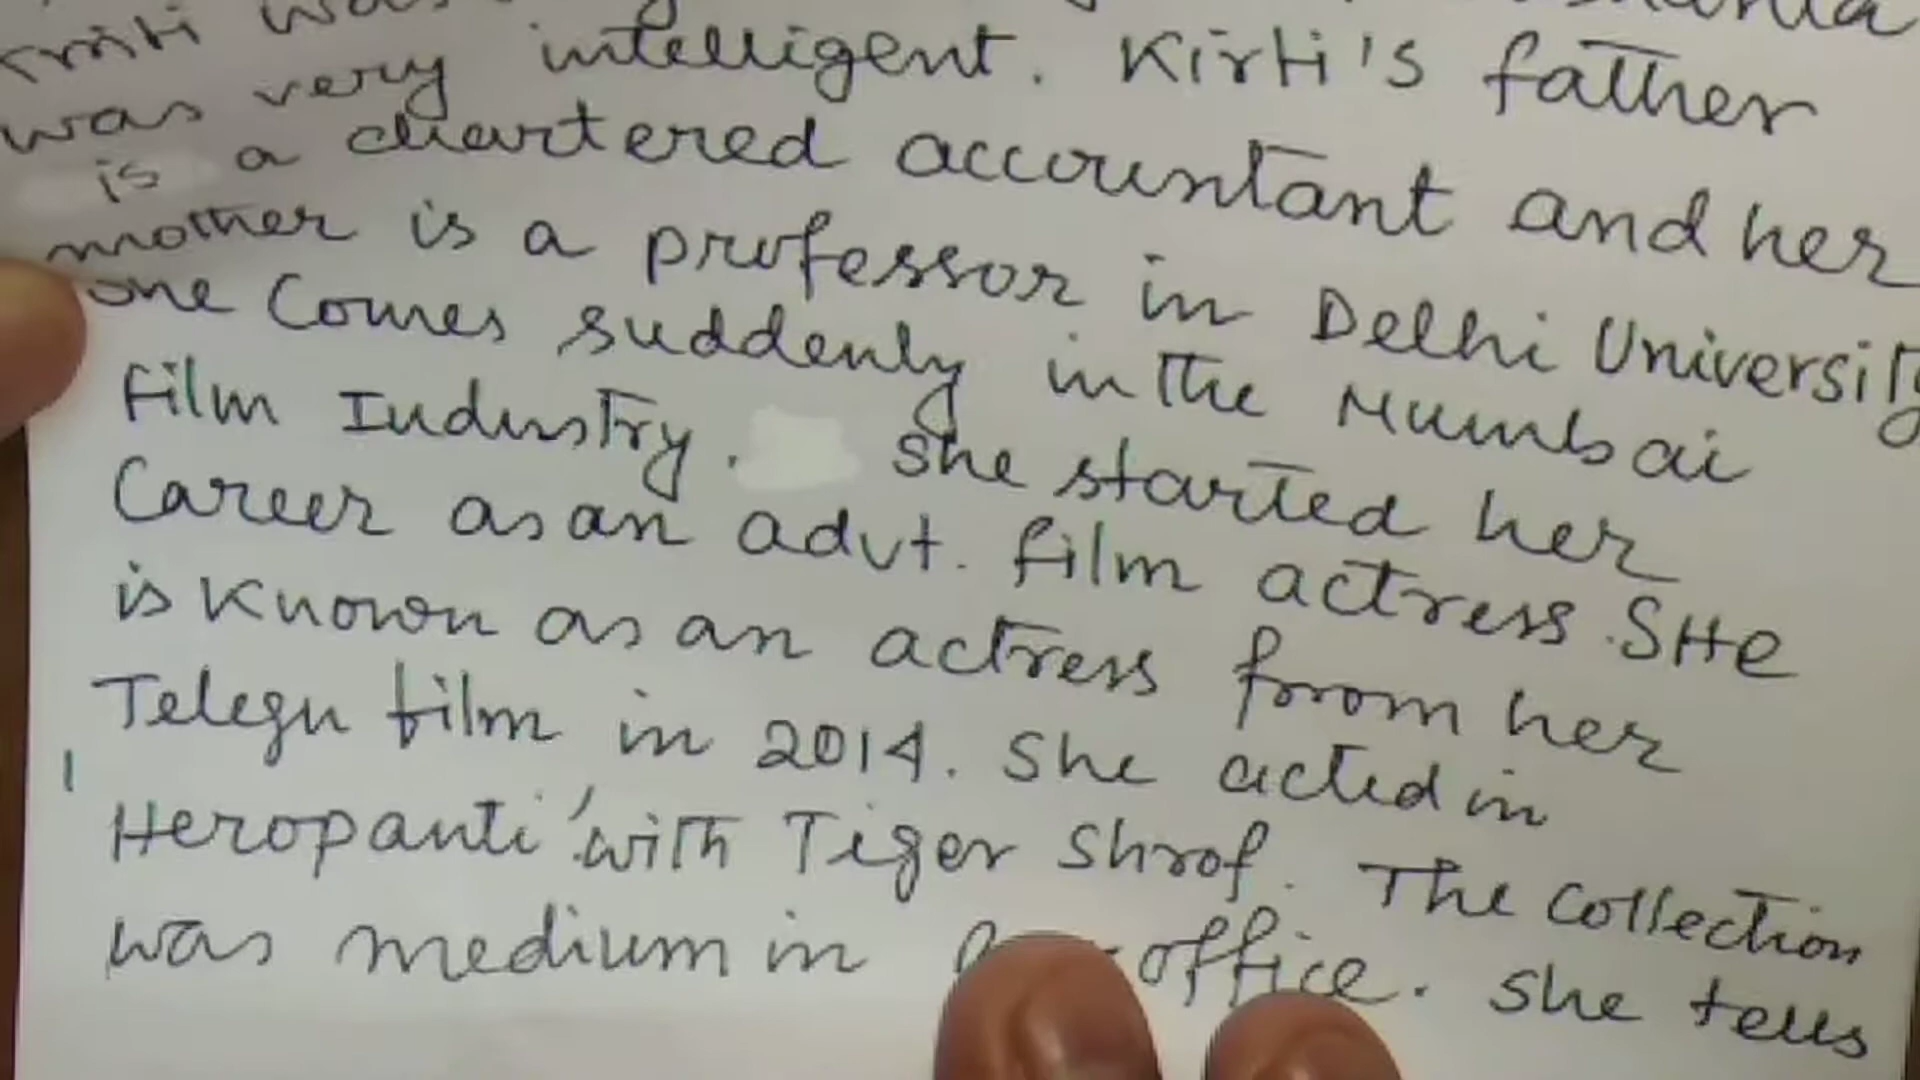 was very intelligent. Kirti's father
is a chartered accountant and her
mother is a professor in Delhi University
one Comes suddenly in the Mumbai
film Industry. she started her
Career as an advt. film actress. SHe
is known as an actress from her
Telegu film in 2014. She acted in
'Heropanti' with Tiger Shrof. The Collection
was medium in office. She tells